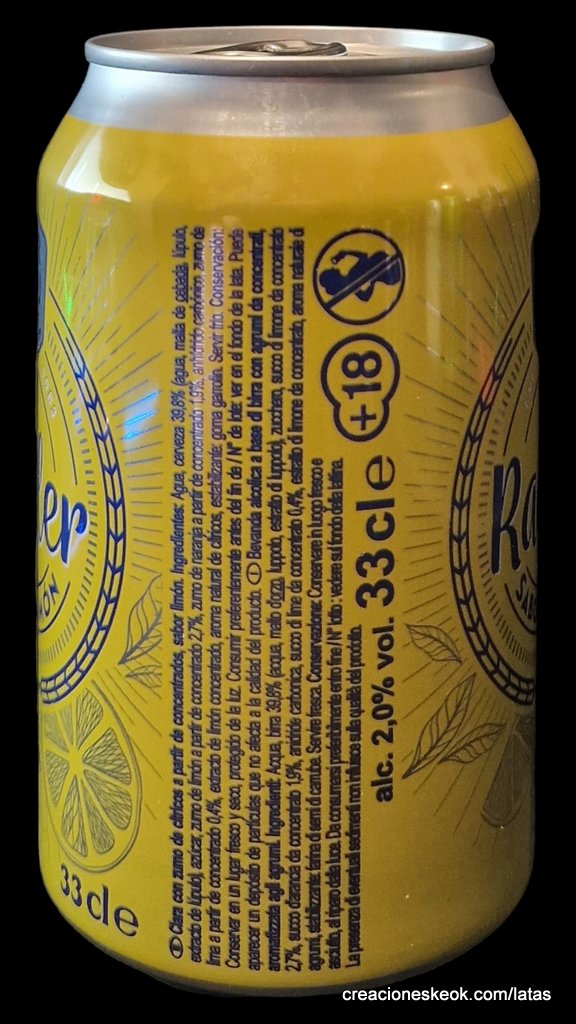 Ⓔ Clara con zumo de cítricos a partir de concentrados, sabor limón. Ingredientes: Agua, cerveza 39,8% (agua, malta de cebada, lúpulo,
extracto de lúpulo), azúcar, zumo de limón a partir de concentrado 2,7%, zumo de naranja a partir de concentrado 1,9%, anhídrido carbónico, zumo de
lima a partir de concentrado 0,4%, extracto de limón concentrado, aroma natural de cítricos, estabilizante: goma garrofín. Servir frío. Conservación:
Conservar en un lugar fresco y seco, protegido de la luz. Consumir preferentemente antes del fin de / Nº de lote: ver en el fondo de la lata. Puede
aparecer un depósito de partículas que no afecta a la calidad del producto. Ⓘ Bevanda alcolica a base di birra con agrumi da concentrati,
aromatizzata agli agrumi. Ingredienti: Acqua, birra 39,8% (acqua, malto d'orzo, luppolo, estratto di luppolo), zucchero, succo di limone da concentrato
2,7%, succo d'arancia da concentrato 1,9%, anidride carbonica, succo di lime da concentrato 0,4%, estratto di limone da concentrato, aroma naturale di
agrumi, stabilizzante: farina di semi di carrube. Servire fresca. Conservazione: Conservare in luogo fresco e
asciutto, al riparo dalla luce. Da consumarsi preferibilmente entro fine / Nº lotto: vedere sul fondo della lattina.
La presenza di eventuali sedimenti non influisce sulla qualità del prodotto.
alc. 2,0% vol. 33 cl e
+18
ler
MÓN
33 cl e
Ra
SAB
creacioneskeok.com/latas